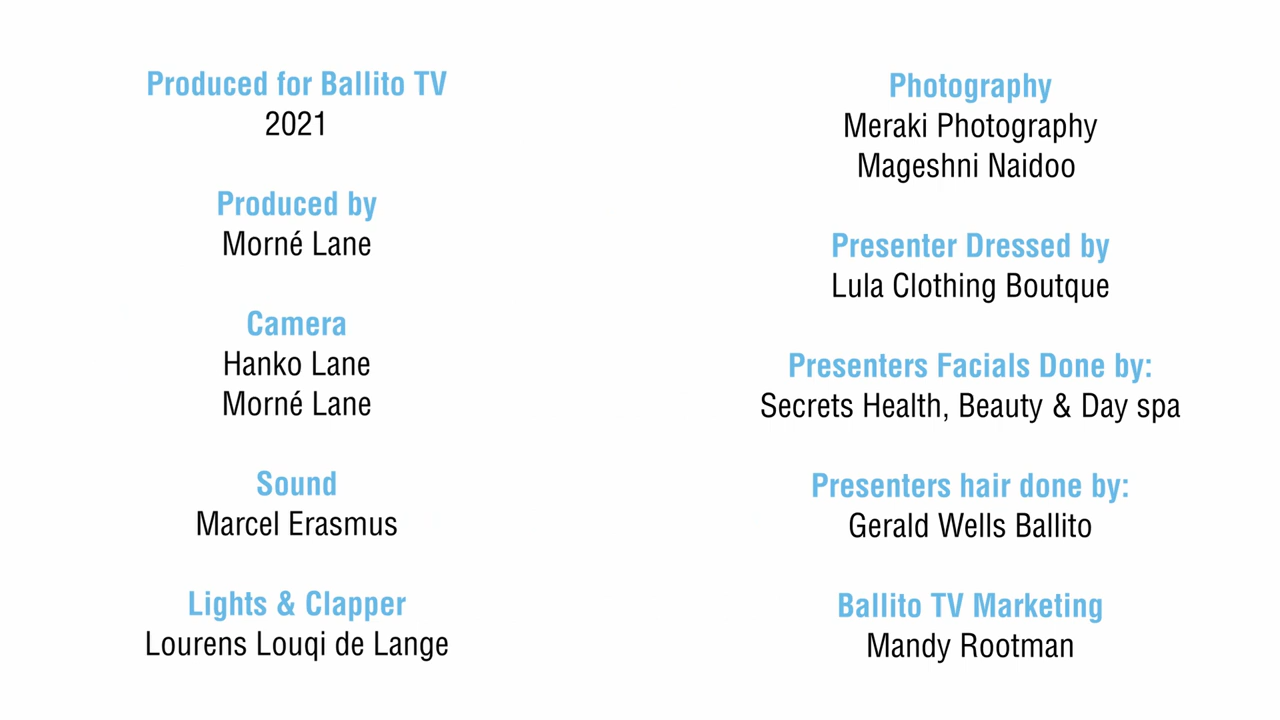 Produced for Ballito TV
2021
Produced by
Morné Lane
Camera
Hanko Lane
Morné Lane
Sound
Marcel Erasmus
Lights & Clapper
Lourens Louqi de Lange
Photography
Meraki Photography
Mageshni Naidoo
Presenter Dressed by
Lula Clothing Boutque
Presenters Facials Done by:
Secrets Health, Beauty & Day spa
Presenters hair done by:
Gerald Wells Ballito
Ballito TV Marketing
Mandy Rootman